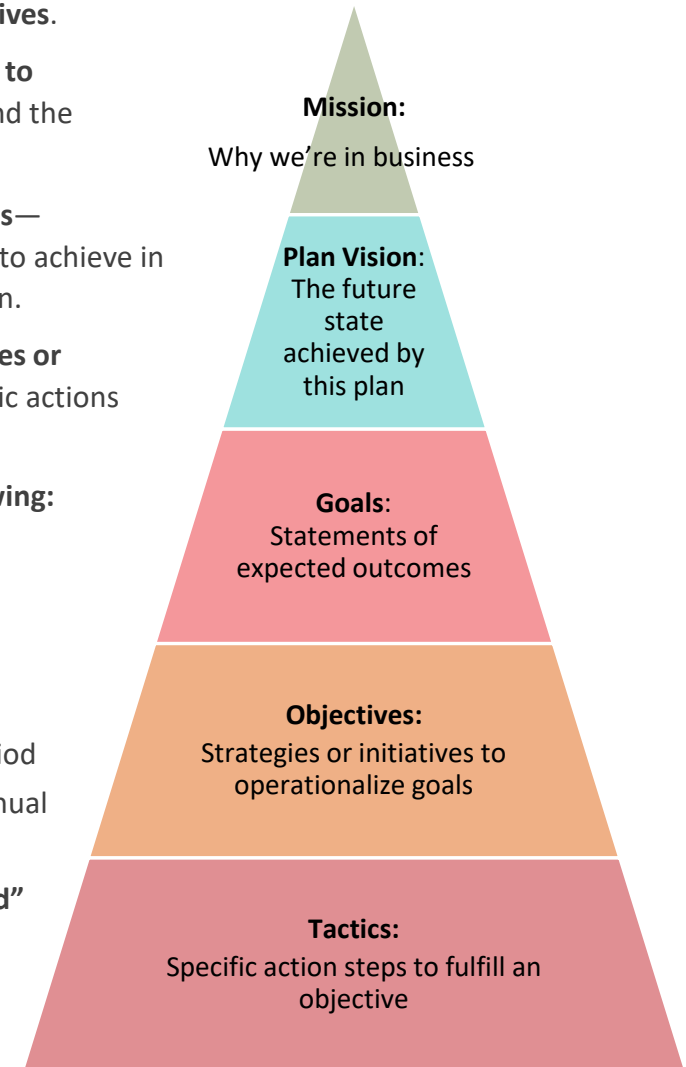 ives.
to
nd the
s—
to achieve in
n.
es or
ic actions
ving:
iod
nual
d”
Mission:
Why we’re in business
Plan Vision:
The future
state
achieved by
this plan
Goals:
Statements of
expected outcomes
Objectives:
Strategies or initiatives to
operationalize goals
Tactics:
Specific action steps to fulfill an
objective